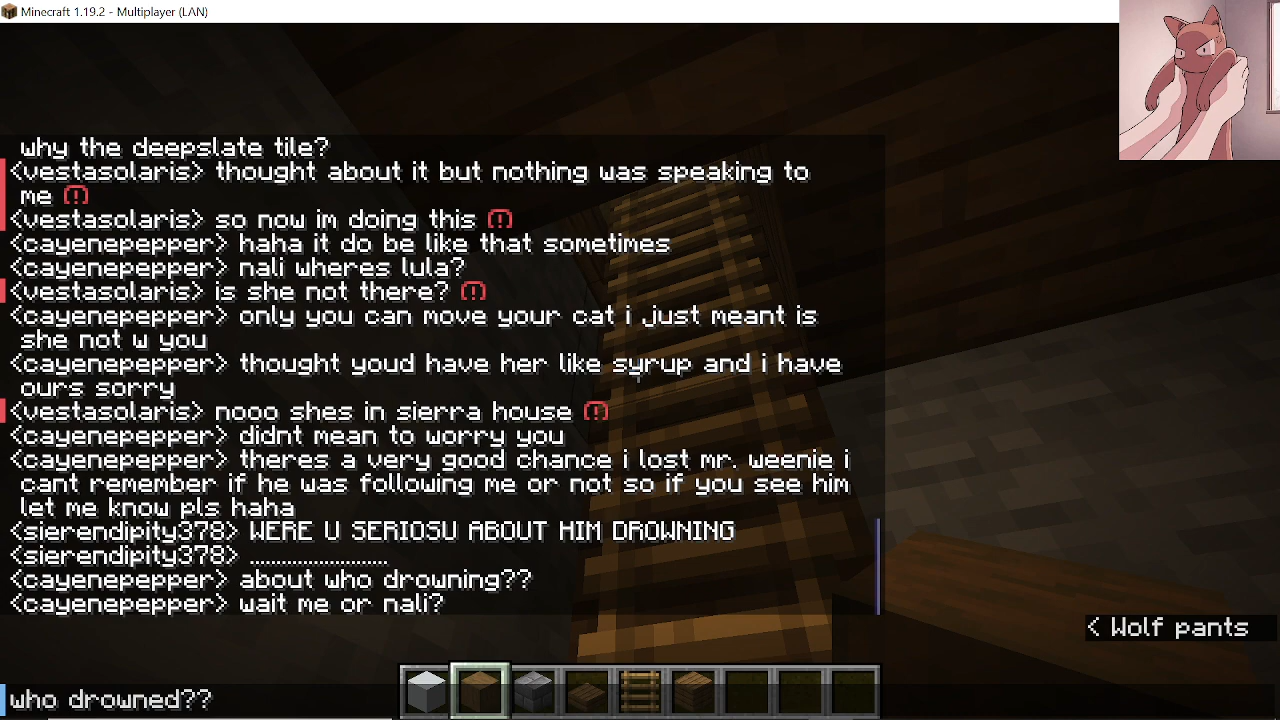 Minecraft 1.19.2 - Multiplayer (LAN)
why the deepslate tile?
<vestasolaris> thought about it but nothing was speaking to
me (!)
<vestasolaris> so now im doing this (!)
<cayenepepper> haha it do be like that sometimes
<cayenepepper> nali wheres lula?
<vestasolaris> is she not there? (!)
<cayenepepper> only you can move your cat i just meant is
she not w you
<cayenepepper> thought youd have her like syrup and i have
ours sorry
<vestasolaris> nooo shes in sierra house (!)
<cayenepepper> didnt mean to worry you
<cayenepepper> theres a very good chance i lost mr. weenie i
cant remember if he was following me or not so if you see him
let me know pls haha
<sierendipity378> WERE U SERIOSU ABOUT HIM DROWNING
<sierendipity378> .......................
<cayenepepper> about who drowning??
<cayenepepper> wait me or nali?
< Wolf pants
who drowned??